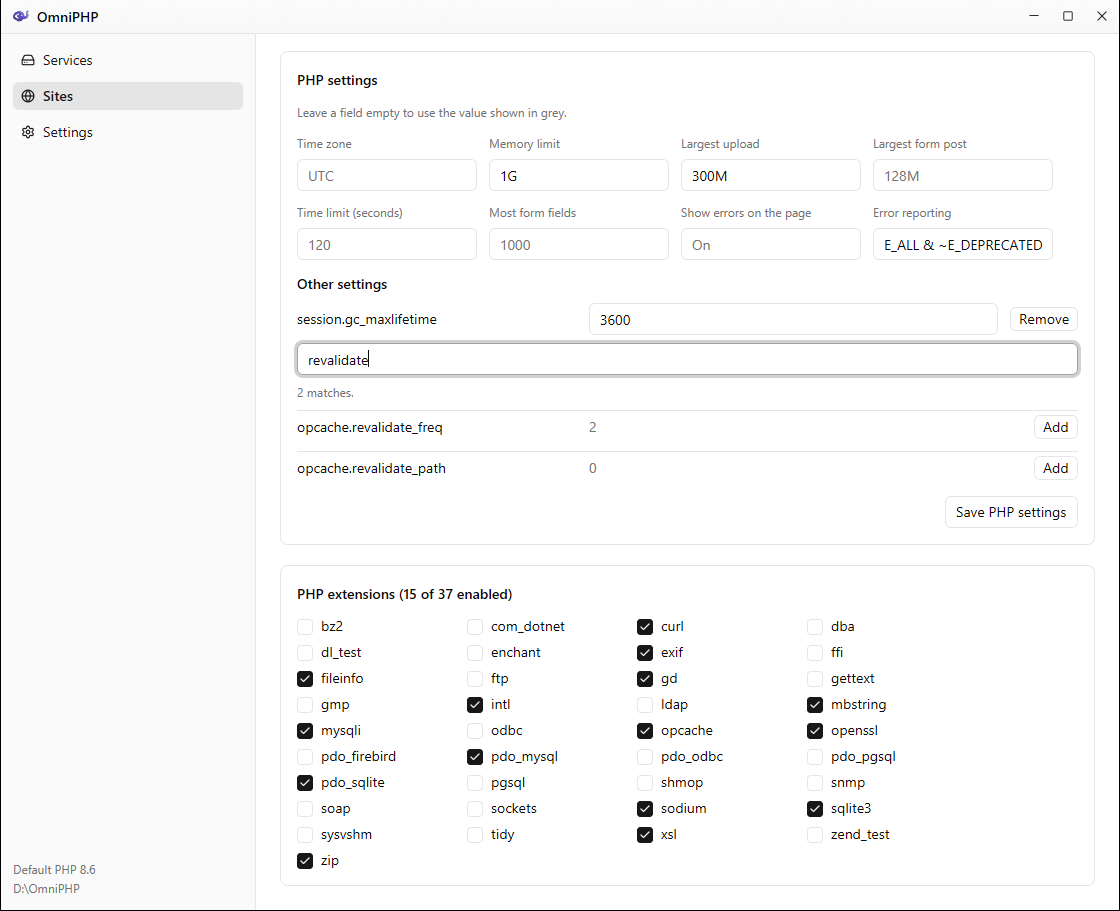 OmniPHP
Services
Sites
Settings
PHP settings
Leave a field empty to use the value shown in grey.
Time zone Memory limit Largest upload Largest form post
UTC 1G 300M 128M
Time limit (seconds) Most form fields Show errors on the page Error reporting
120 1000 On E_ALL & ~E_DEPRECATED
Other settings
session.gc_maxlifetime 3600 Remove
revalidate
2 matches.
opcache.revalidate_freq 2 Add
opcache.revalidate_path 0 Add
Save PHP settings
PHP extensions (15 of 37 enabled)
bz2 com_dotnet curl dba
dl_test enchant exif ffi
fileinfo ftp gd gettext
gmp intl ldap mbstring
mysqli odbc opcache openssl
pdo_firebird pdo_mysql pdo_odbc pdo_pgsql
pdo_sqlite pgsql shmop snmp
soap sockets sodium sqlite3
sysvshm tidy xsl zend_test
zip
Default PHP 8.6
D:\OmniPHP